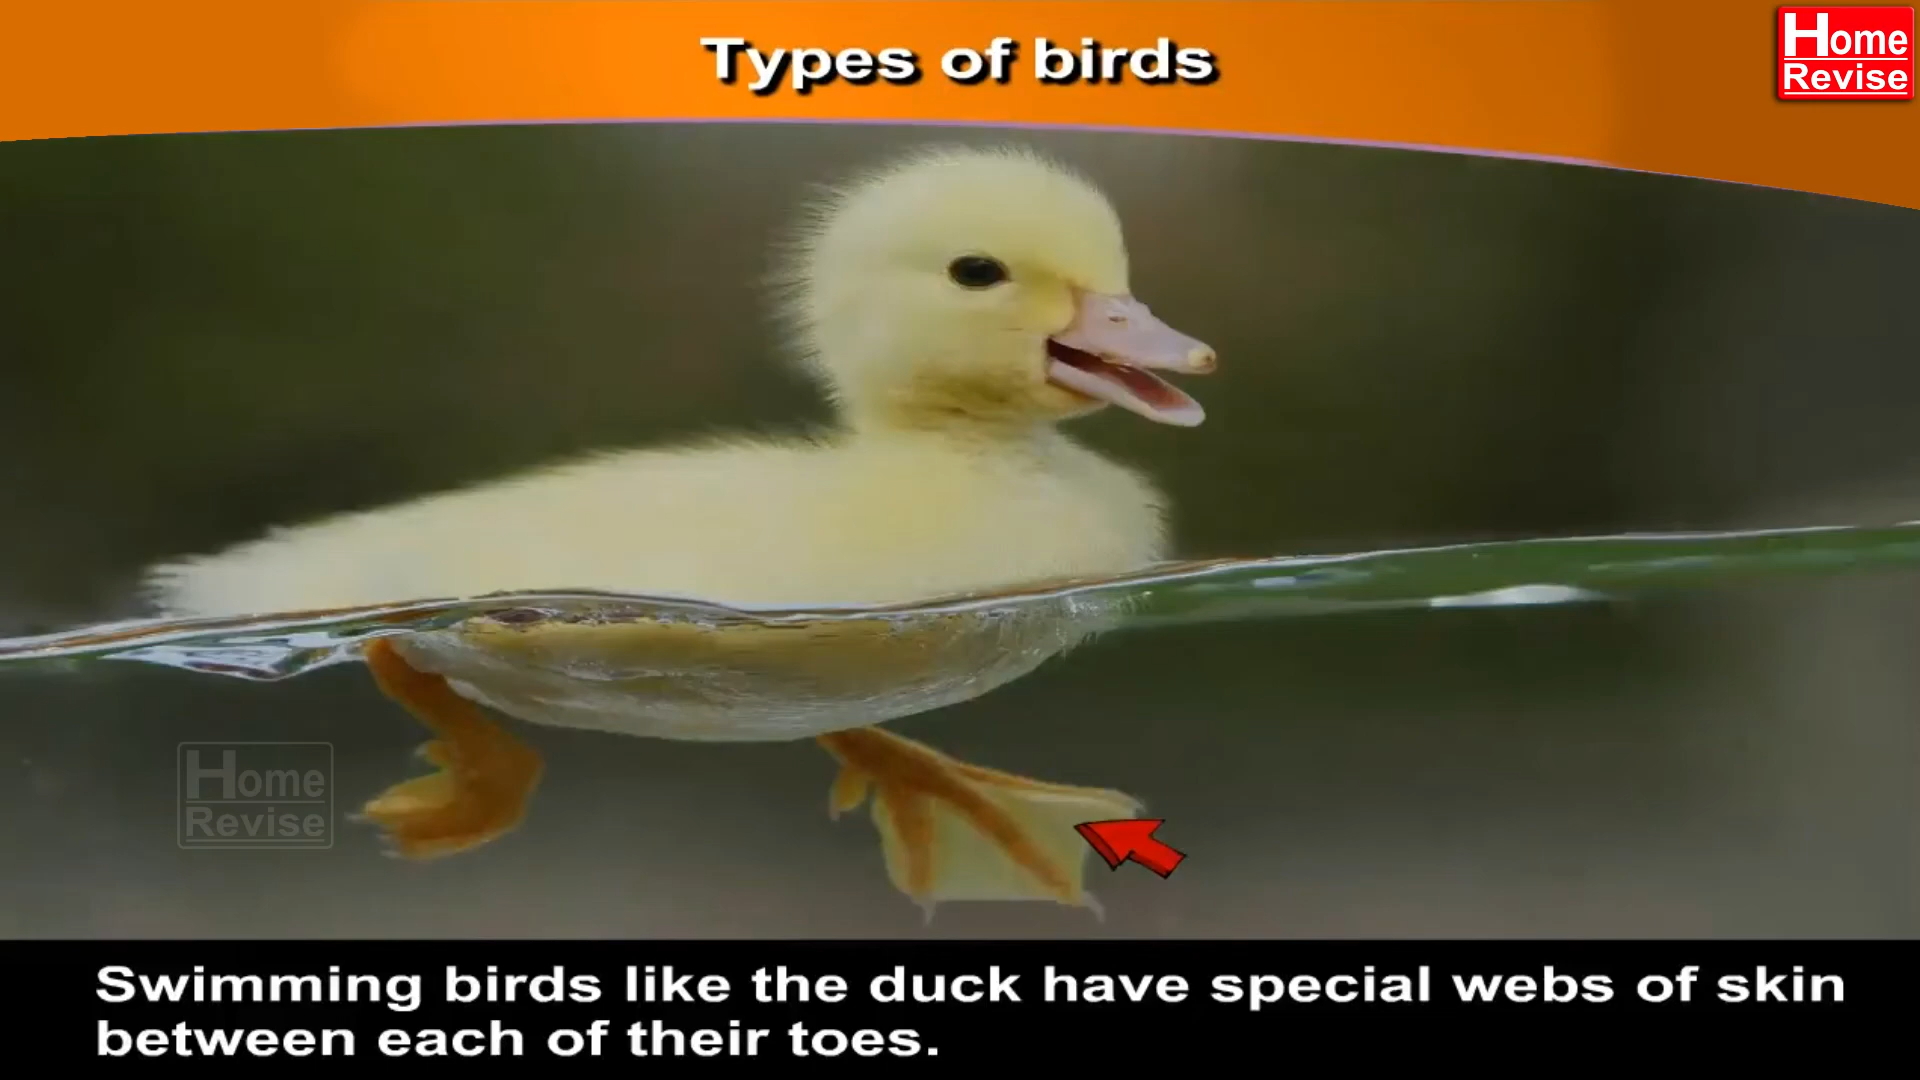 Types of birds
Home
Revise
Home
Revise
Swimming birds like the duck have special webs of skin
between each of their toes.